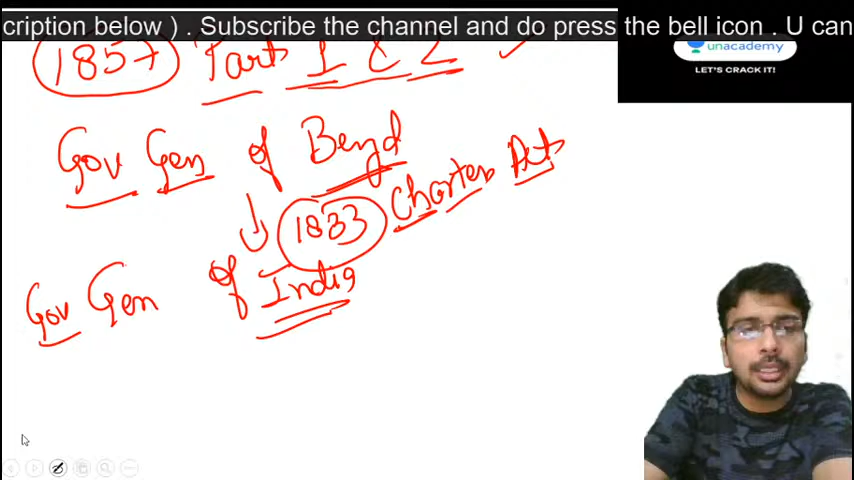 cription below ) . Subscribe the channel and do press the bell icon . U can
unacademy
LET'S CRACK IT!
1857 Part 1 & 2
Gov Gen of Bengal
1833 Charter Act
Gov Gen of India